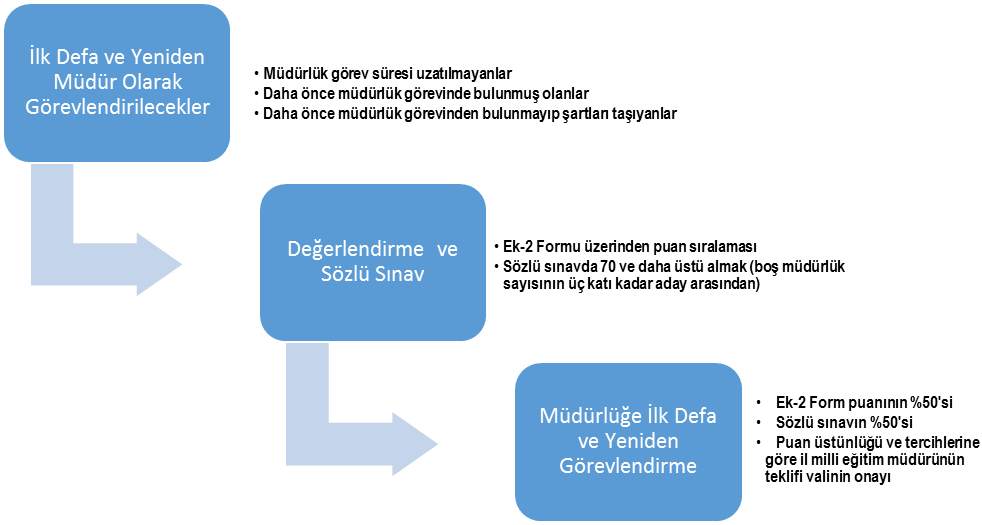 İlk Defa ve Yeniden
Müdür Olarak
Görevlendirilecekler
• Müdürlük görev süresi uzatılmayanlar
• Daha önce müdürlük görevinde bulunmuş olanlar
• Daha önce müdürlük görevinden bulunmayıp şartları taşıyanlar
Değerlendirme ve
Sözlü Sınav
• Ek-2 Formu üzerinden puan sıralaması
• Sözlü sınavda 70 ve daha üstü almak (boş müdürlük
sayısının üç katı kadar aday arasından)
Müdürlüğe İlk Defa
ve Yeniden
Görevlendirme
• Ek-2 Form puanının %50'si
• Sözlü sınavın %50'si
• Puan üstünlüğü ve tercihlerine
göre il milli eğitim müdürünün
teklifi valinin onayı